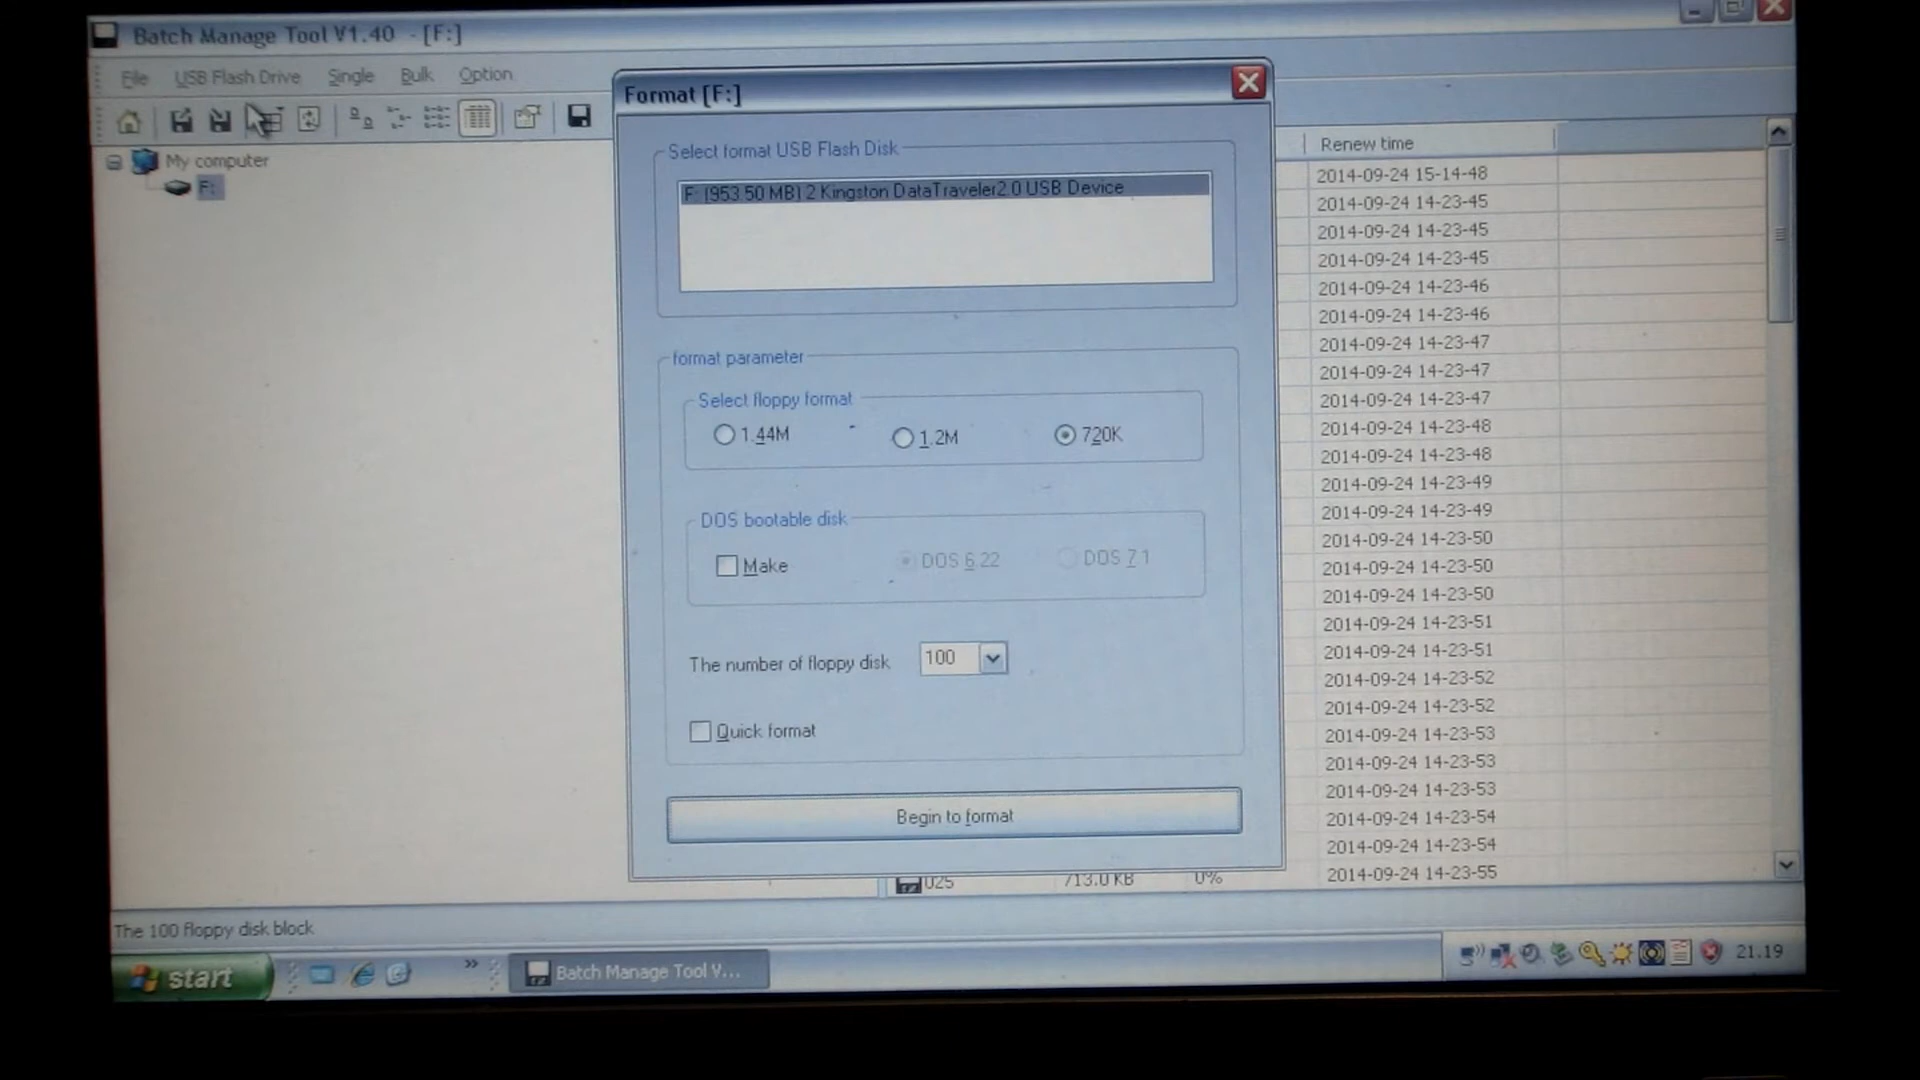 Batch Manage Tool V1.40 - [F:]
File USB Flash Drive Single Bulk Option
My computer
F:
Format [F:]
Select format USB Flash Disk
F: [953.50 MB] 2 Kingston DataTraveler2.0 USB Device
format parameter
Select floppy format
1.44M 1.2M 720K
DOS bootable disk
Make DOS 6.22 DOS 7.1
The number of floppy disk 100
Quick format
Begin to format
Renew time
2014-09-24 15-14-48
2014-09-24 14-23-45
2014-09-24 14-23-45
2014-09-24 14-23-45
2014-09-24 14-23-46
2014-09-24 14-23-46
2014-09-24 14-23-47
2014-09-24 14-23-47
2014-09-24 14-23-47
2014-09-24 14-23-48
2014-09-24 14-23-48
2014-09-24 14-23-49
2014-09-24 14-23-49
2014-09-24 14-23-50
2014-09-24 14-23-50
2014-09-24 14-23-50
2014-09-24 14-23-51
2014-09-24 14-23-51
2014-09-24 14-23-52
2014-09-24 14-23-52
2014-09-24 14-23-53
2014-09-24 14-23-53
2014-09-24 14-23-53
2014-09-24 14-23-54
2014-09-24 14-23-54
025 713.0 KB 0% 2014-09-24 14-23-55
The 100 floppy disk block
start Batch Manage Tool V... 21.19